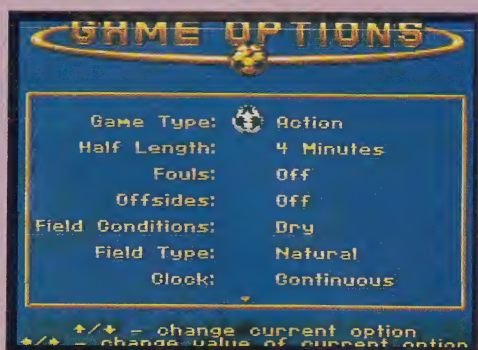 GAME OPTIONS
Game Type: Action
Half Length: 4 Minutes
Fouls: Off
Offsides: Off
Field Conditions: Dry
Field Type: Natural
Clock: Continuous
↑/↓ - change current option
←/→ - change value of current option